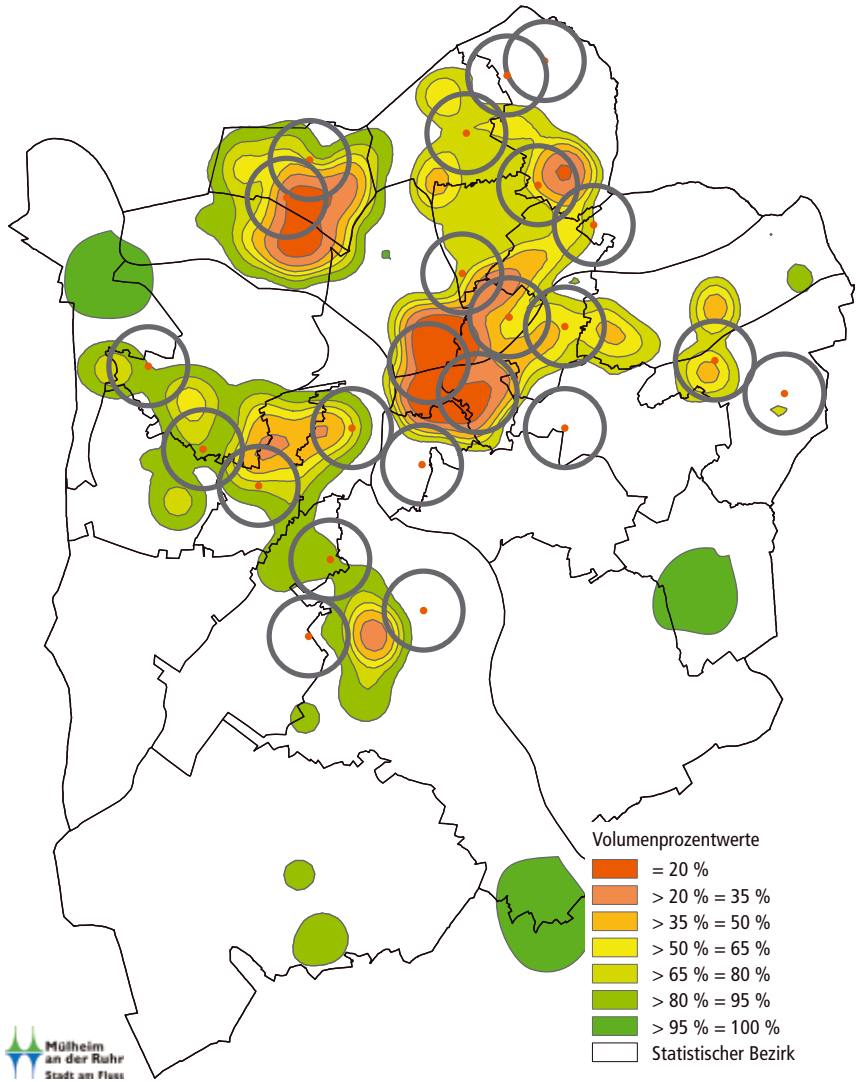 Volumenprozentwerte
= 20 %
> 20 % = 35 %
> 35 % = 50 %
> 50 % = 65 %
> 65 % = 80 %
> 80 % = 95 %
> 95 % = 100 %
Statistischer Bezirk
Mülheim
an der Ruhr
Stadt am Fluss